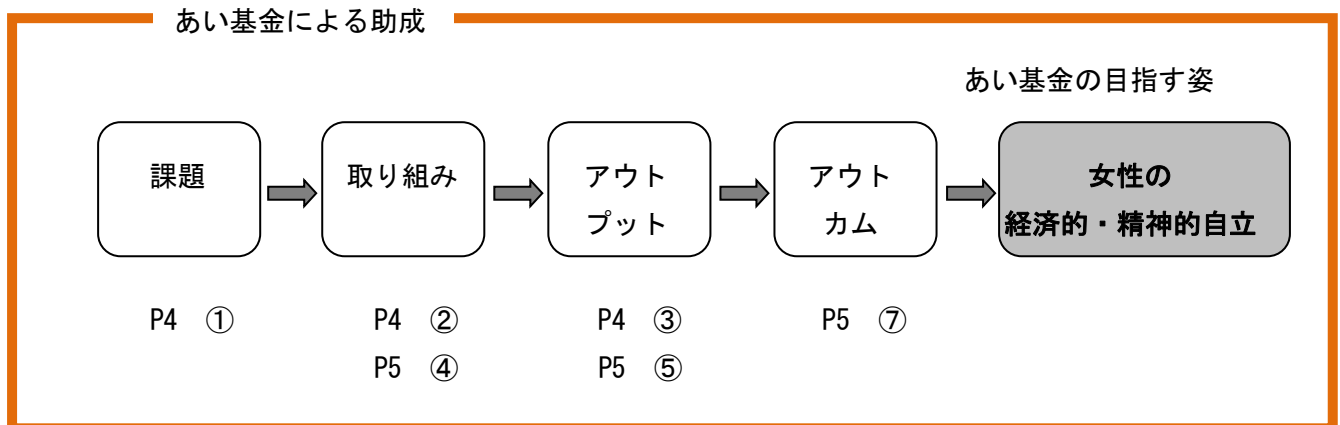 あい基金による助成
あい基金の目指す姿
課題
取り組み
アウト
プット
アウト
カム
女性の
経済的・精神的自立
P4 ①
P4 ②
P5 ④
P4 ③
P5 ⑤
P5 ⑦